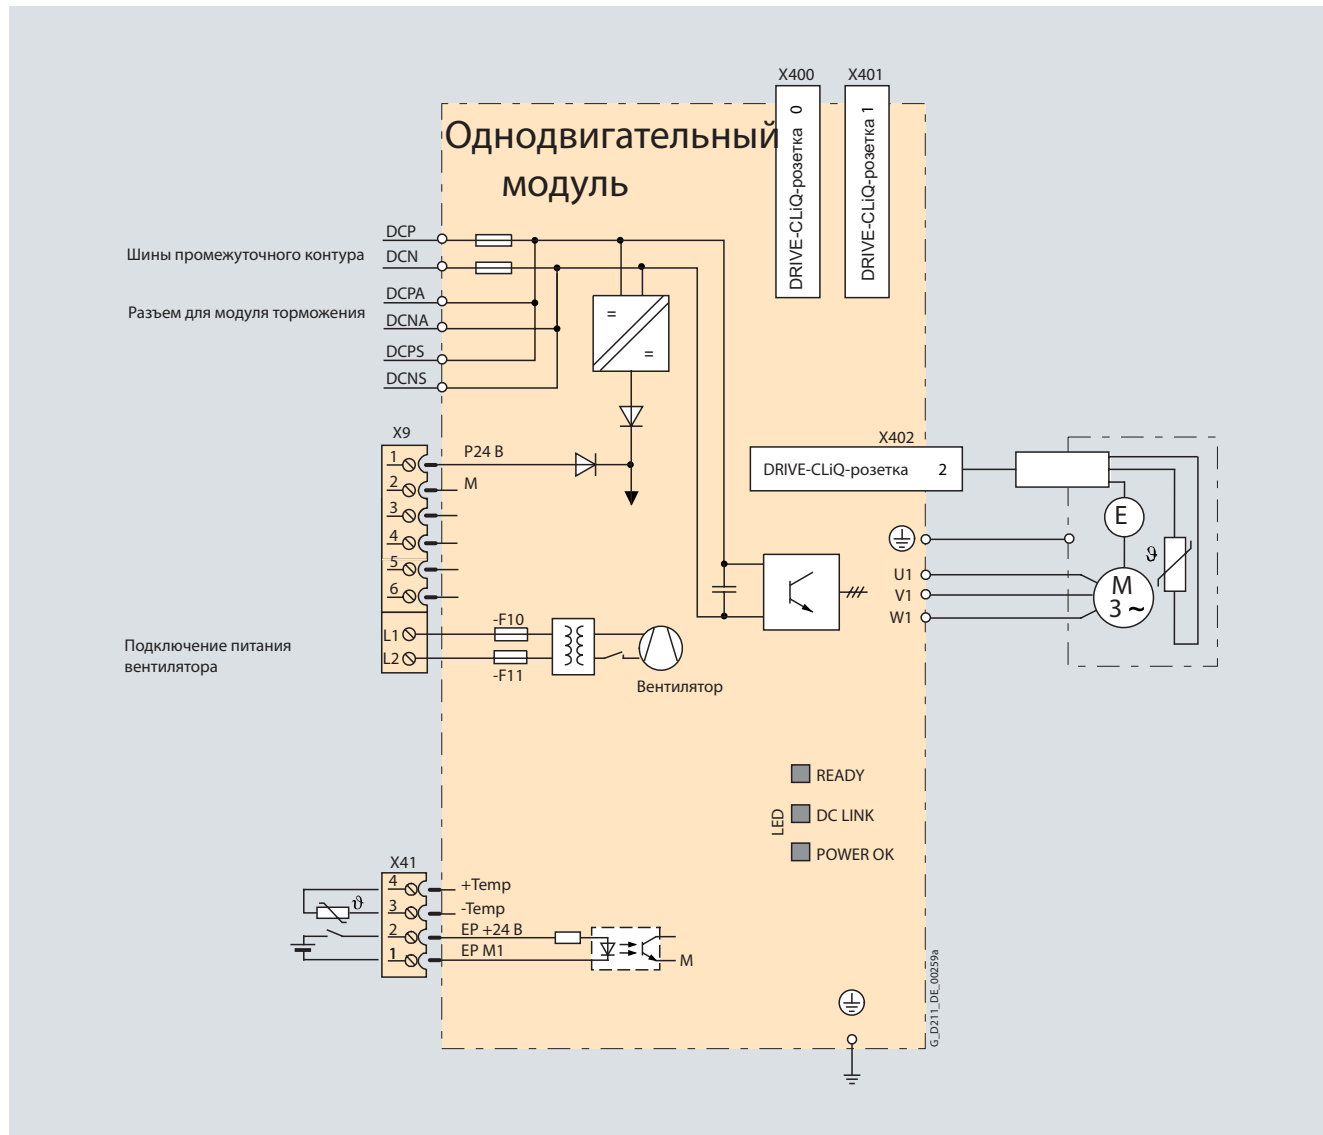 X400
X401
Однодвигательный
модуль
DRIVE-CLiQ-розетка 0
DRIVE-CLiQ-розетка 1
DCP
Шины промежуточного контура
DCN
DCPA
Разъем для модуля торможения
DCNA
DCPS
DCNS
=
=
X9
1
P24 В
2
M
3
4
5
6
X402
DRIVE-CLiQ-розетка 2
E
ϑ
U1
V1
W1
M
3 ~
L1
-F10
Подключение питания
вентилятора
L2
-F11
Вентилятор
LED
READY
DC LINK
POWER OK
X41
4
+Temp
ϑ
3
-Temp
2
EP +24 В
1
EP M1
M
G_D211_DE_00259a